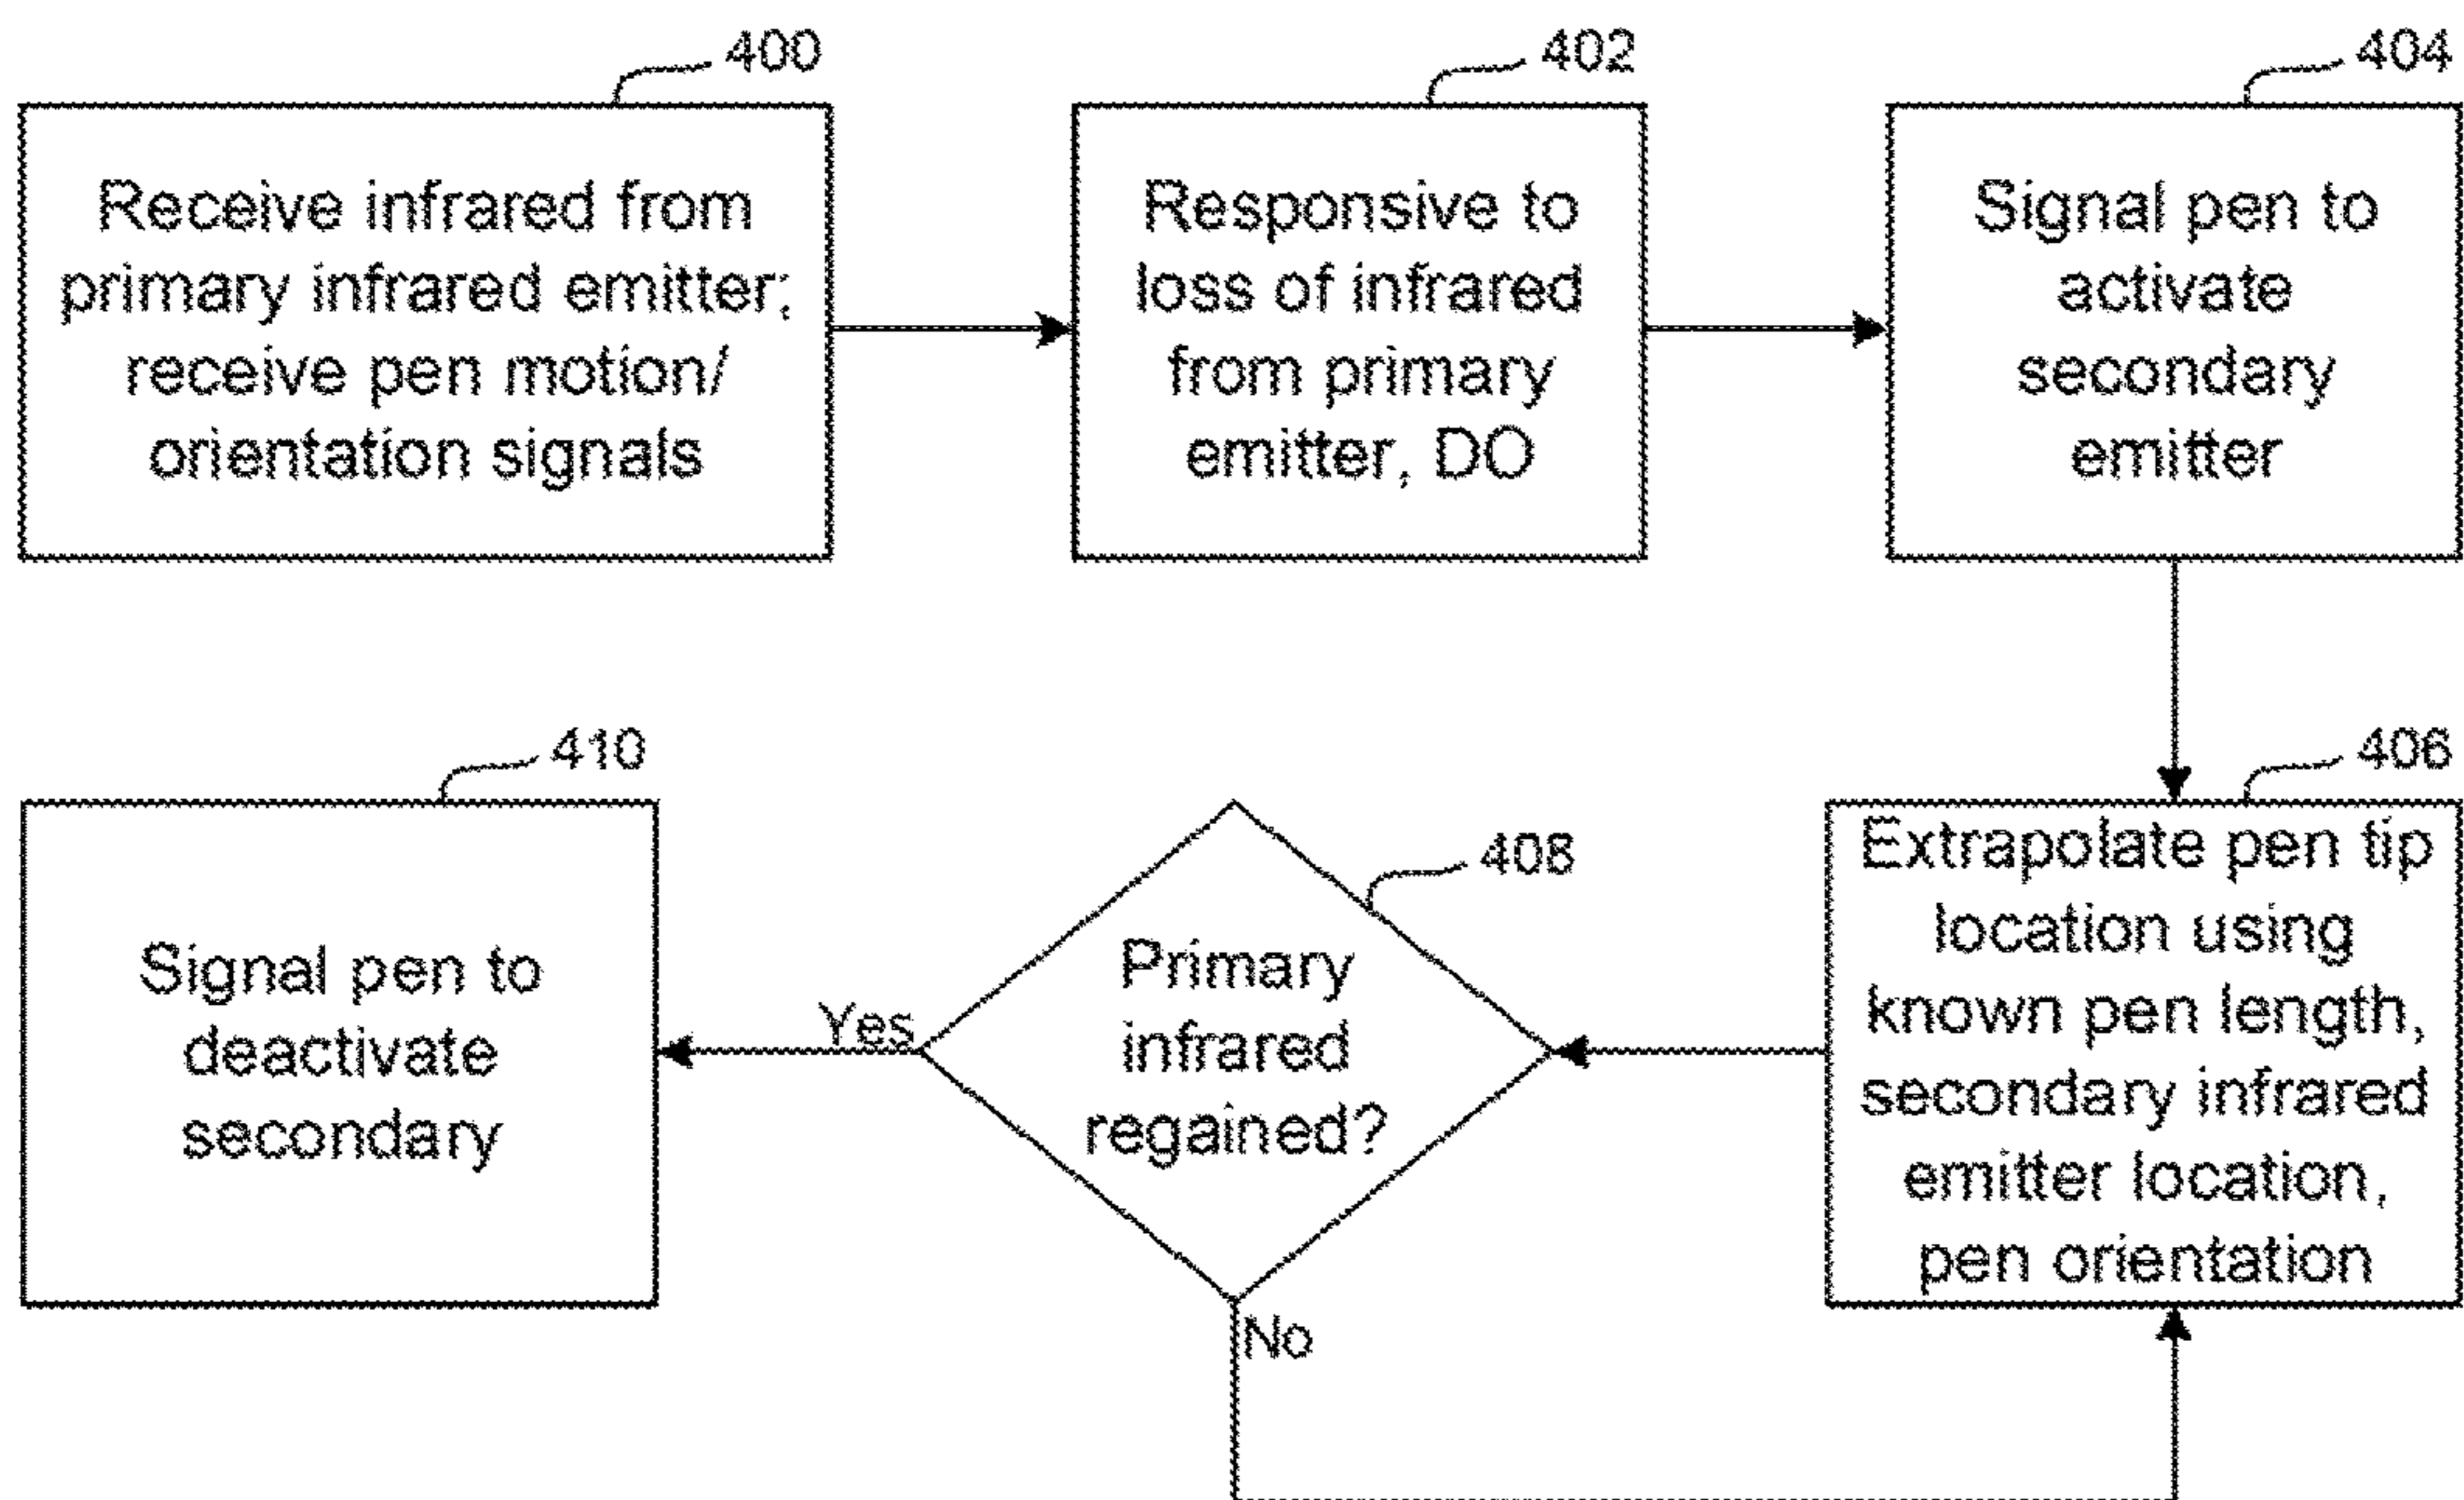 400
Receive infrared from
primary infrared emitter;
receive pen motion/
orientation signals
402
Responsive to
loss of infrared
from primary
emitter, DO
404
Signal pen to
activate
secondary
emitter
406
Extrapolate pen tip
location using
known pen length,
secondary infrared
emitter location,
pen orientation
408
Primary
infrared
regained?
Yes
No
410
Signal pen to
deactivate
secondary